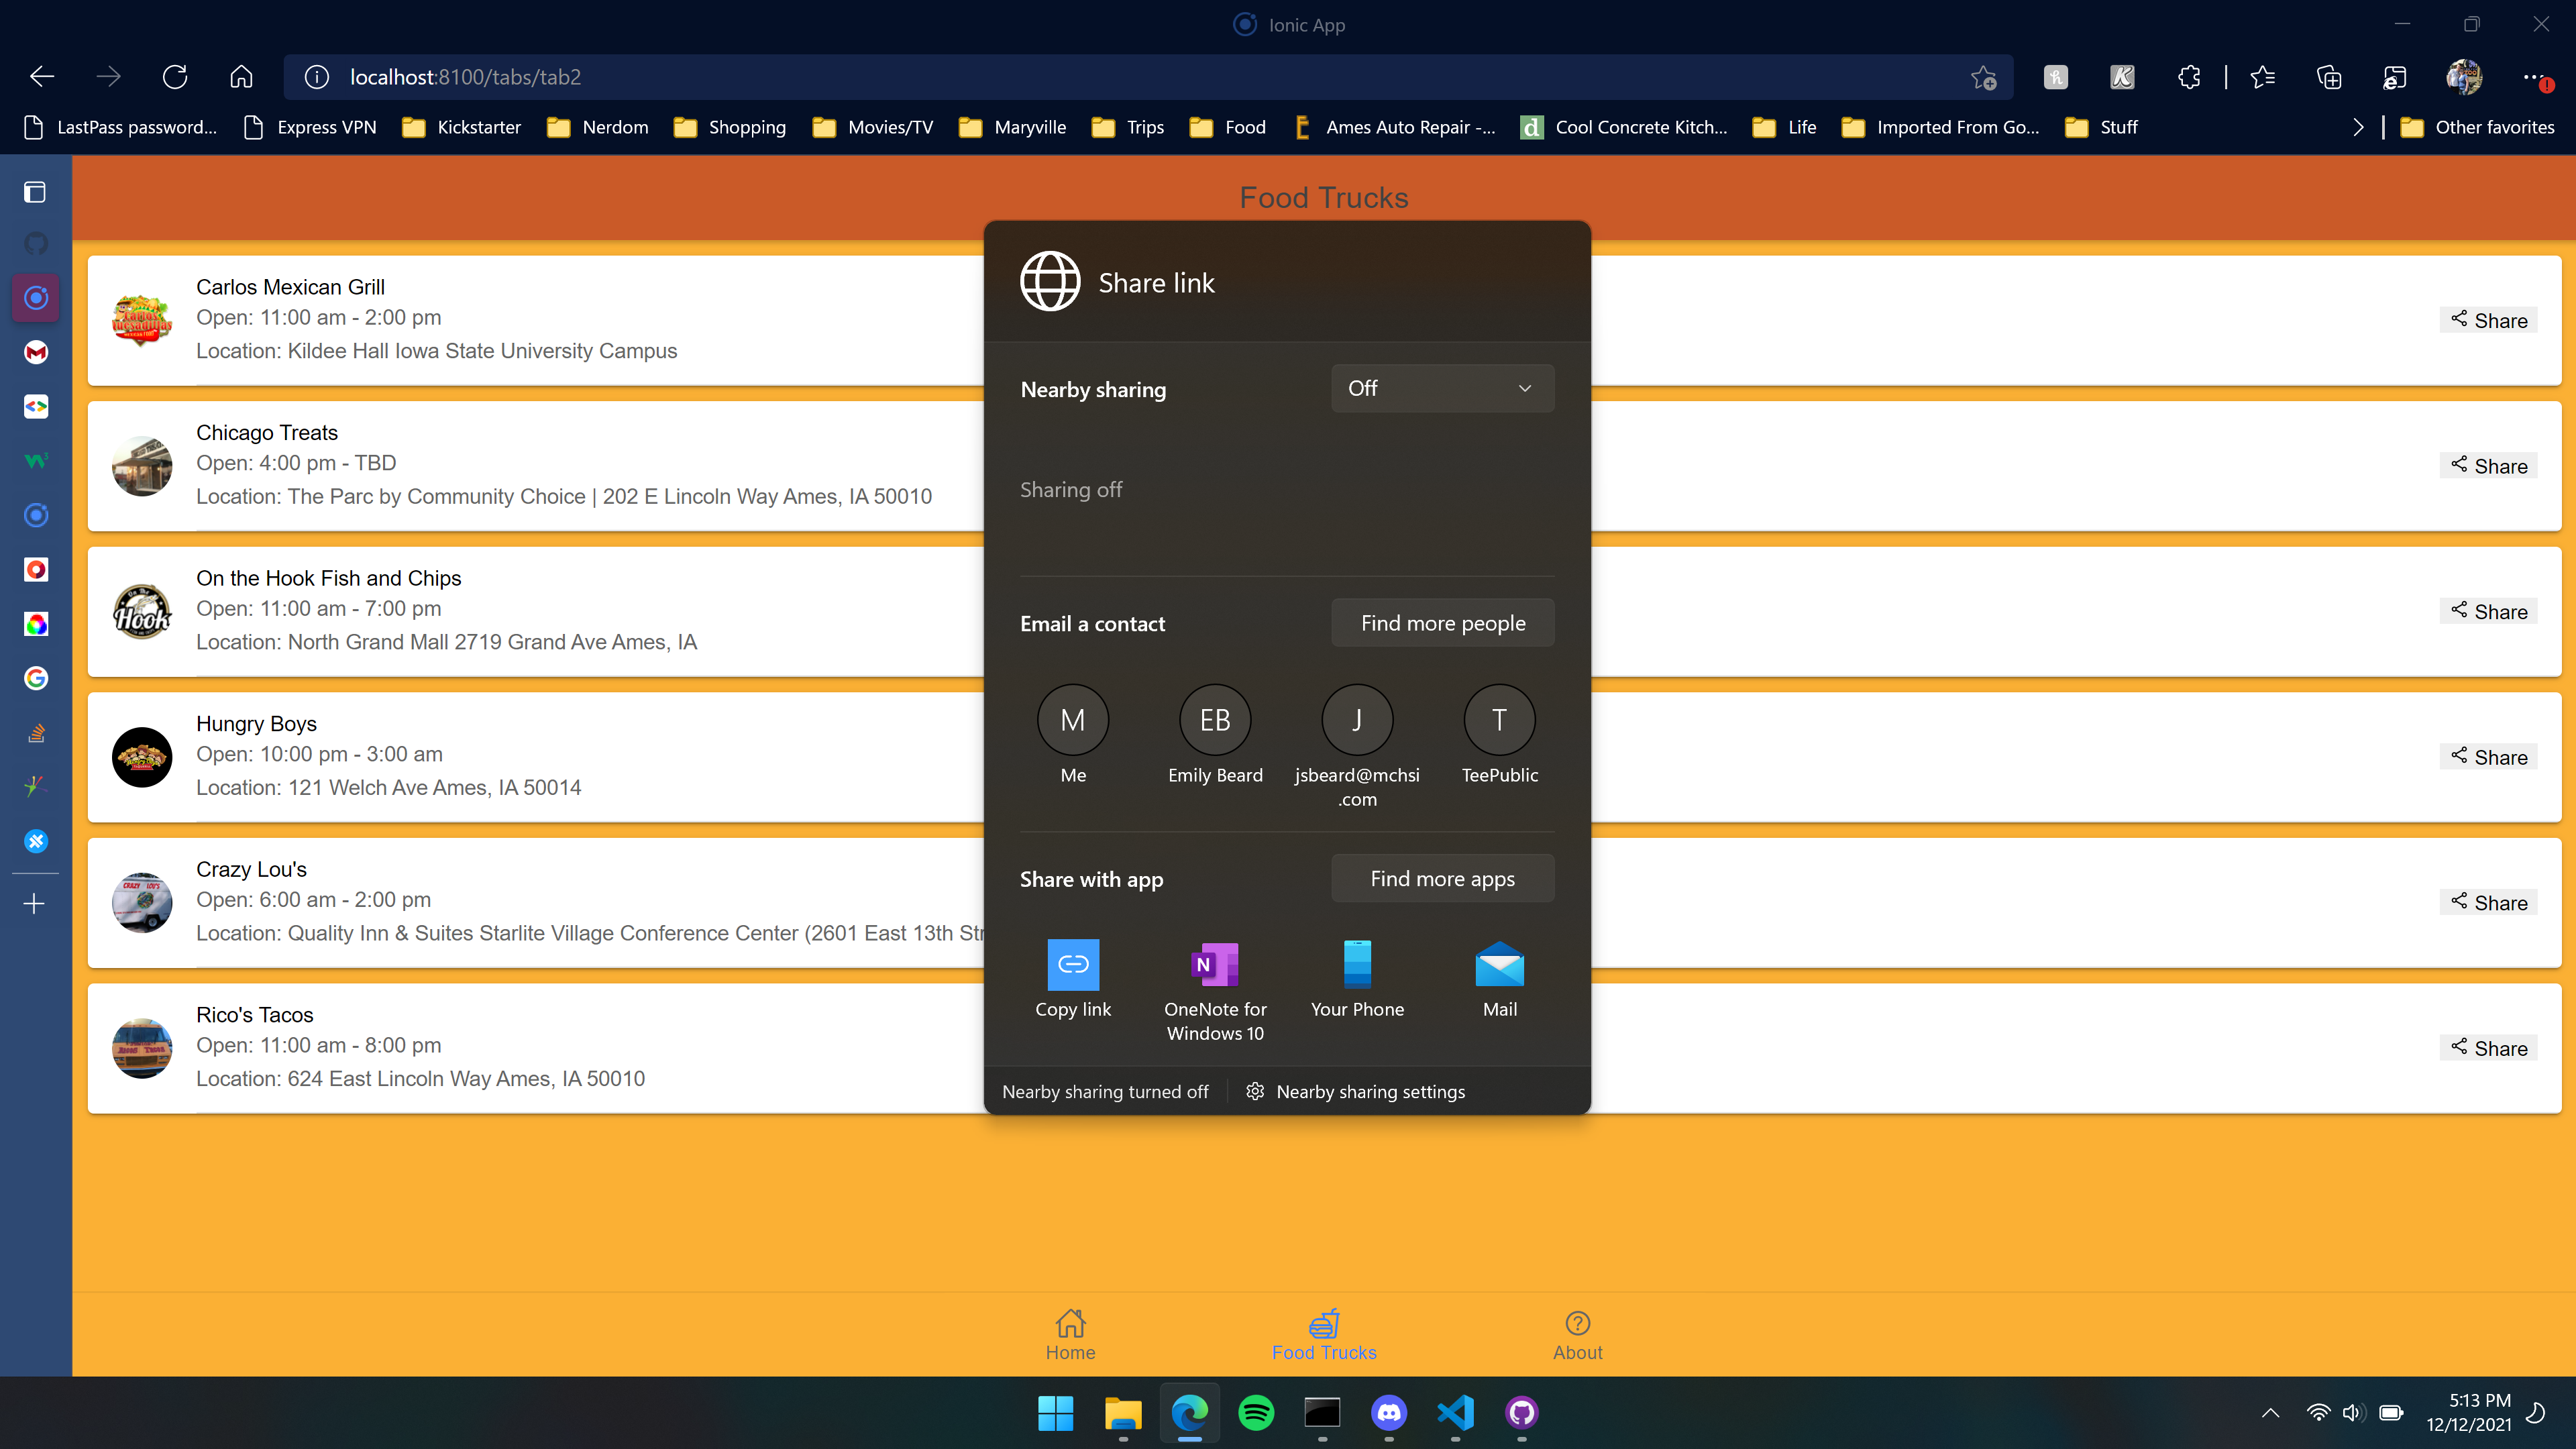 Ionic App
localhost:8100/tabs/tab2
LastPass password...
Express VPN
Kickstarter
Nerdom
Shopping
Movies/TV
Maryville
Trips
Food
Ames Auto Repair -...
Cool Concrete Kitch...
Life
Imported From Go...
Stuff
Other favorites
Food Trucks
Carlos Mexican Grill
Open: 11:00 am - 2:00 pm
Location: Kildee Hall Iowa State University Campus
Share
Chicago Treats
Open: 4:00 pm - TBD
Location: The Parc by Community Choice | 202 E Lincoln Way Ames, IA 50010
Share
On the Hook Fish and Chips
Open: 11:00 am - 7:00 pm
Location: North Grand Mall 2719 Grand Ave Ames, IA
Share
Hungry Boys
Open: 10:00 pm - 3:00 am
Location: 121 Welch Ave Ames, IA 50014
Share
Crazy Lou's
Open: 6:00 am - 2:00 pm
Location: Quality Inn & Suites Starlite Village Conference Center (2601 East 13th Str
Share
Rico's Tacos
Open: 11:00 am - 8:00 pm
Location: 624 East Lincoln Way Ames, IA 50010
Share
Share link
Nearby sharing
Off
Sharing off
Email a contact
Find more people
M
EB
J
T
Me
Emily Beard
jsbeard@mchsi
.com
TeePublic
Share with app
Find more apps
Copy link
OneNote for
Windows 10
Your Phone
Mail
Nearby sharing turned off
Nearby sharing settings
Home
Food Trucks
About
5:13 PM
12/12/2021